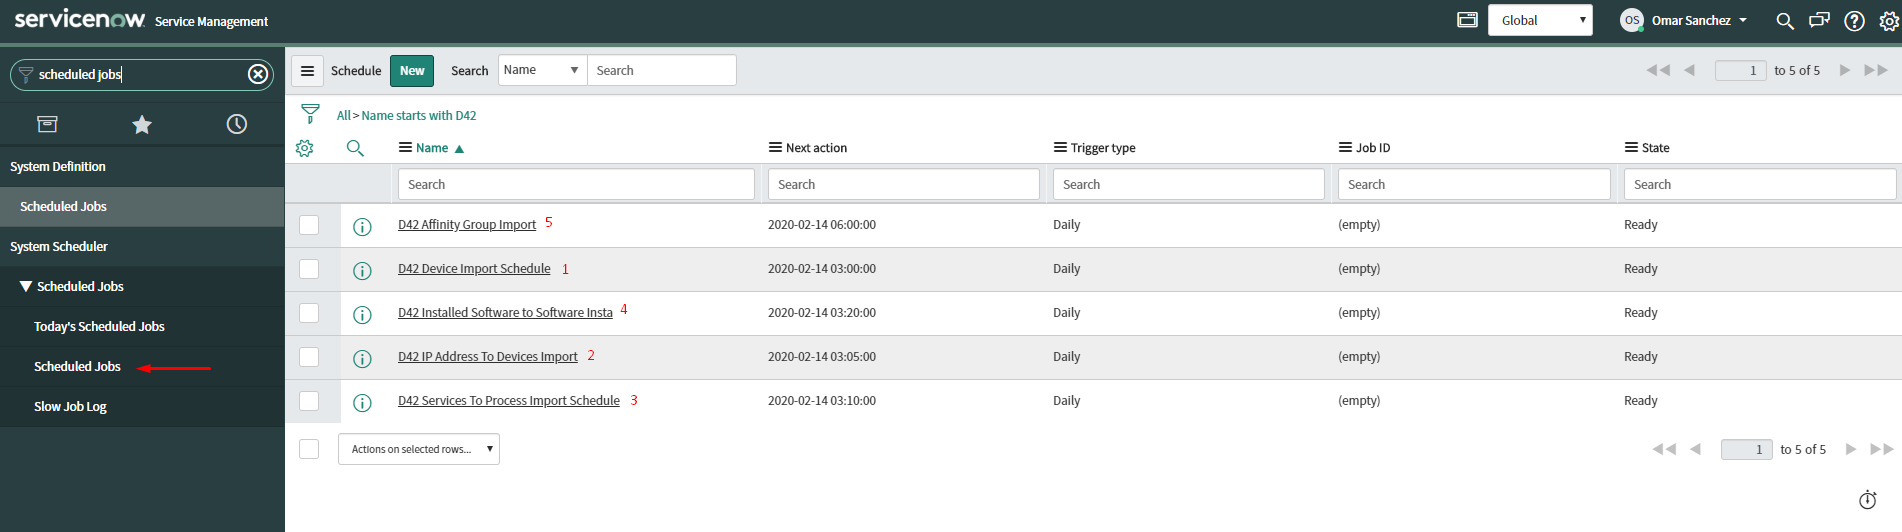 servicenow Service Management
Global
OS Omar Sanchez
scheduled jobs
System Definition
Scheduled Jobs
System Scheduler
Scheduled Jobs
Today's Scheduled Jobs
Scheduled Jobs
Slow Job Log
Schedule New Search Name Search
1 to 5 of 5
All > Name starts with D42
Name Next action Trigger type Job ID State
Search Search Search Search Search
D42 Affinity Group Import 5 2020-02-14 06:00:00 Daily (empty) Ready
D42 Device Import Schedule 1 2020-02-14 03:00:00 Daily (empty) Ready
D42 Installed Software to Software Insta 4 2020-02-14 03:20:00 Daily (empty) Ready
D42 IP Address To Devices Import 2 2020-02-14 03:05:00 Daily (empty) Ready
D42 Services To Process Import Schedule 3 2020-02-14 03:10:00 Daily (empty) Ready
Actions on selected rows...
1 to 5 of 5